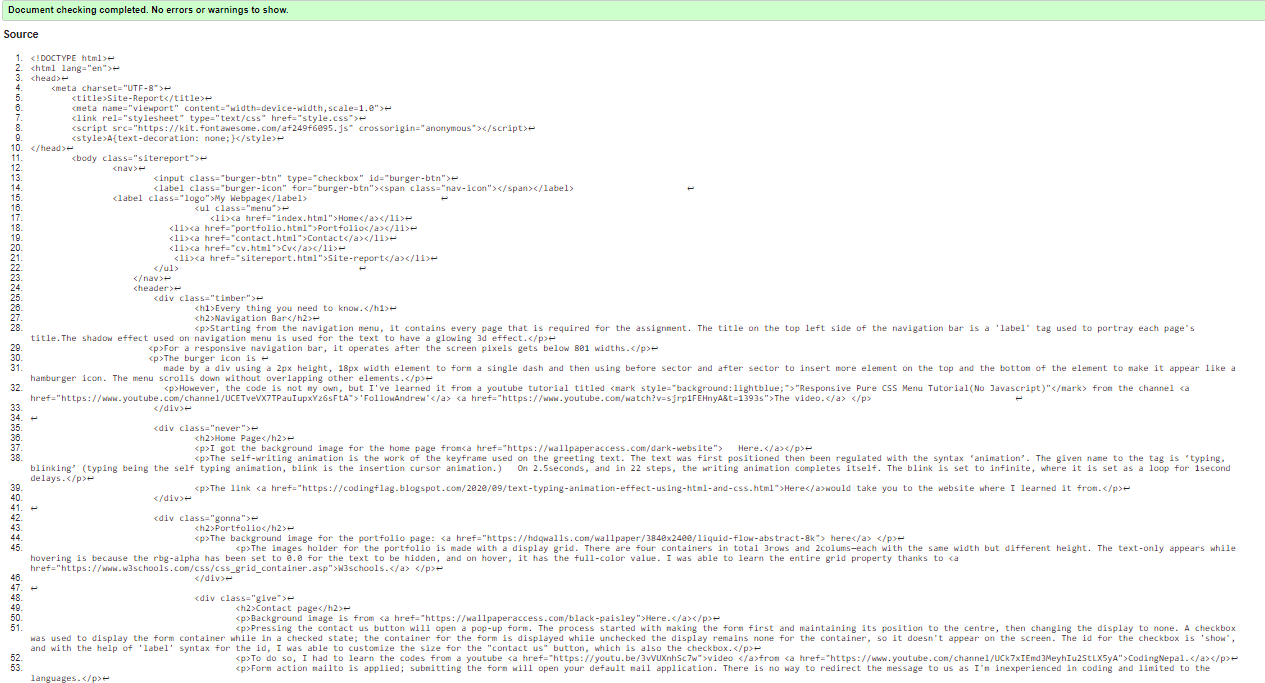 Document checking completed. No errors or warnings to show.
Source
1. <!DOCTYPE html>↩
2. <html lang="en">↩
3. <head>↩
4. <meta charset="UTF-8">↩
5. <title>Site-Report</title>↩
6. <meta name="viewport" content="width=device-width,scale=1.0">↩
7. <link rel="stylesheet" type="text/css" href="style.css">↩
8. <script src="https://kit.fontawesome.com/af249f6095.js" crossorigin="anonymous"></script>↩
9. <style>A{text-decoration: none;}</style>↩
10. </head>↩
11. <body class="sitereport">↩
12. <nav>↩
13. <input class="burger-btn" type="checkbox" id="burger-btn">↩
14. <label class="burger-icon" for="burger-btn"><span class="nav-icon"></span></label> ↩
15. <label class="logo">My Webpage</label> ↩
16. <ul class="menu">↩
17. <li><a href="index.html">Home</a></li>↩
18. <li><a href="portfolio.html">Portfolio</a></li>↩
19. <li><a href="contact.html">Contact</a></li>↩
20. <li><a href="cv.html">Cv</a></li>↩
21. <li><a href="sitereport.html">Site-report</a></li>↩
22. </ul> ↩
23. </nav>↩
24. <header>↩
25. <div class="timber">↩
26. <h1>Every thing you need to know.</h1>↩
27. <h2>Navigation Bar</h2>↩
28. <p>Starting from the navigation menu, it contains every page that is required for the assignment. The title on the top left side of the navigation bar is a 'label' tag used to portray each page's
title.The shadow effect used on navigation menu is used for the text to have a glowing 3d effect.</p>↩
29. <p>For a responsive navigation bar, it operates after the screen pixels gets below 801 widths.</p>↩
30. <p>The burger icon is ↩
31. made by a div using a 2px height, 18px width element to form a single dash and then using before sector and after sector to insert more element on the top and the bottom of the element to make it appear like a
hamburger icon. The menu scrolls down without overlapping other elements.</p>↩
32. <p>However, the code is not my own, but I've learned it from a youtube tutorial titled <mark style="background:lightblue;">"Responsive Pure CSS Menu Tutorial(No Javascript)"</mark> from the channel <a
href="https://www.youtube.com/channel/UCETveVX7TPauIupxYz6sFtA">'FollowAndrew'</a> <a href="https://www.youtube.com/watch?v=sjrp1FEHnyA&t=1393s">The video.</a> </p> ↩
33. </div>↩
34. ↩
35. <div class="never">↩
36. <h2>Home Page</h2>↩
37. <p>I got the background image for the home page from<a href="https://wallpaperaccess.com/dark-website"> Here.</a></p>↩
38. <p>The self-writing animation is the work of the keyframe used on the greeting text. The text was first positioned then been regulated with the syntax ‘animation’. The given name to the tag is ‘typing,
blinking’ (typing being the self typing animation, blink is the insertion cursor animation.) On 2.5seconds, and in 22 steps, the writing animation completes itself. The blink is set to infinite, where it is set as a loop for 1second
delays.</p>↩
39. <p>The link <a href="https://codingflag.blogspot.com/2020/09/text-typing-animation-effect-using-html-and-css.html">Here</a>would take you to the website where I learned it from.</p>↩
40. </div>↩
41. ↩
42. <div class="gonna">↩
43. <h2>Portfolio</h2>↩
44. <p>The background image for the portfolio page: <a href="https://hdqwalls.com/wallpaper/3840x2400/liquid-flow-abstract-8k"> here</a> </p>↩
45. <p>The images holder for the portfolio is made with a display grid. There are four containers in total 3rows and 2colums—each with the same width but different height. The text-only appears while
hovering is because the rbg-alpha has been set to 0.0 for the text to be hidden, and on hover, it has the full-color value. I was able to learn the entire grid property thanks to <a
href="https://www.w3schools.com/css/css_grid_container.asp">W3schools.</a> </p>↩
46. </div>↩
47. ↩
48. <div class="give">↩
49. <h2>Contact page</h2>↩
50. <p>Background image is from <a href="https://wallpaperaccess.com/black-paisley">Here.</a></p>↩
51. <p>Pressing the contact us button will open a pop-up form. The process started with making the form first and maintaining its position to the centre, then changing the display to none. A checkbox
was used to display the form container while in a checked state; the container for the form is displayed while unchecked the display remains none for the container, so it doesn't appear on the screen. The id for the checkbox is 'show',
and with the help of 'label' syntax for the id, I was able to customize the size for the "contact us" button, which is also the checkbox.</p>↩
52. <p>To do so, I had to learn the codes from a youtube <a href="https://youtu.be/3vVUXnhSc7w">video </a>from <a href="https://www.youtube.com/channel/UCk7xIEmd3MeyhIu2StLX5yA">CodingNepal.</a></p>↩
53. <p>Form action mailto is applied; submitting the form will open your default mail application. There is no way to redirect the message to us as I'm inexperienced in coding and limited to the
languages.</p>↩